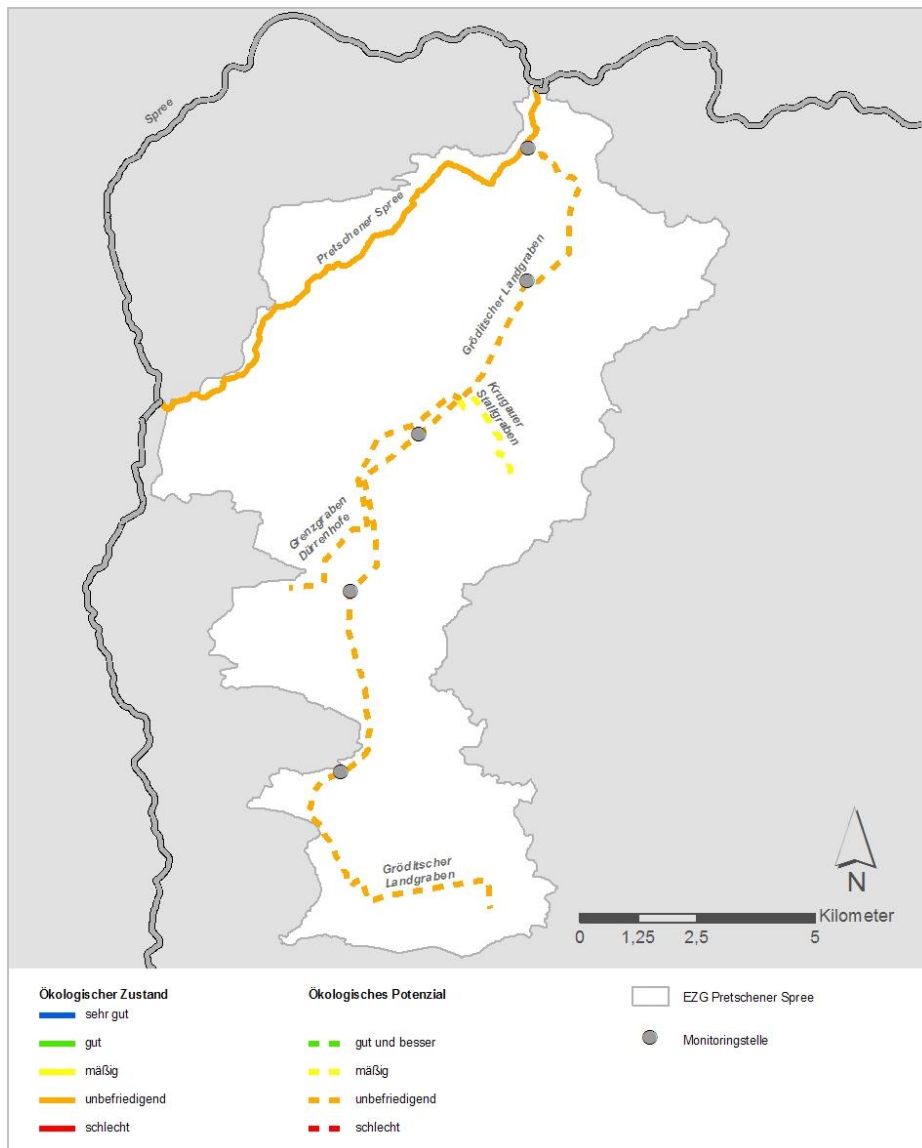 Spree
Pretschener Spree
Gröditscher Landgraben
Krugauer
Stallgraben
Grenzgraben
Dürrenhofe
Gröditscher
Landgraben
N
Kilometer
0 1,25 2,5 5
Ökologischer Zustand
sehr gut
gut
mäßig
unbefriedigend
schlecht
Ökologisches Potenzial
gut und besser
mäßig
unbefriedigend
schlecht
EZG Pretschener Spree
Monitoringstelle